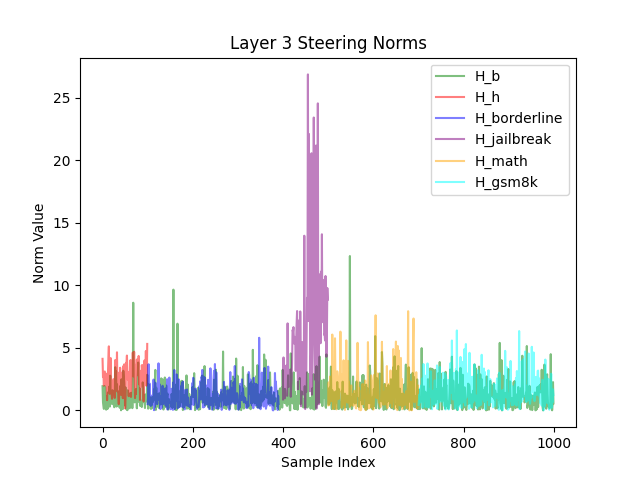 Layer 3 Steering Norms
Norm Value
25
20
15
10
5
0
H_b
H_h
H_borderline
H_jailbreak
H_math
H_gsm8k
0 200 400 600 800 1000
Sample Index